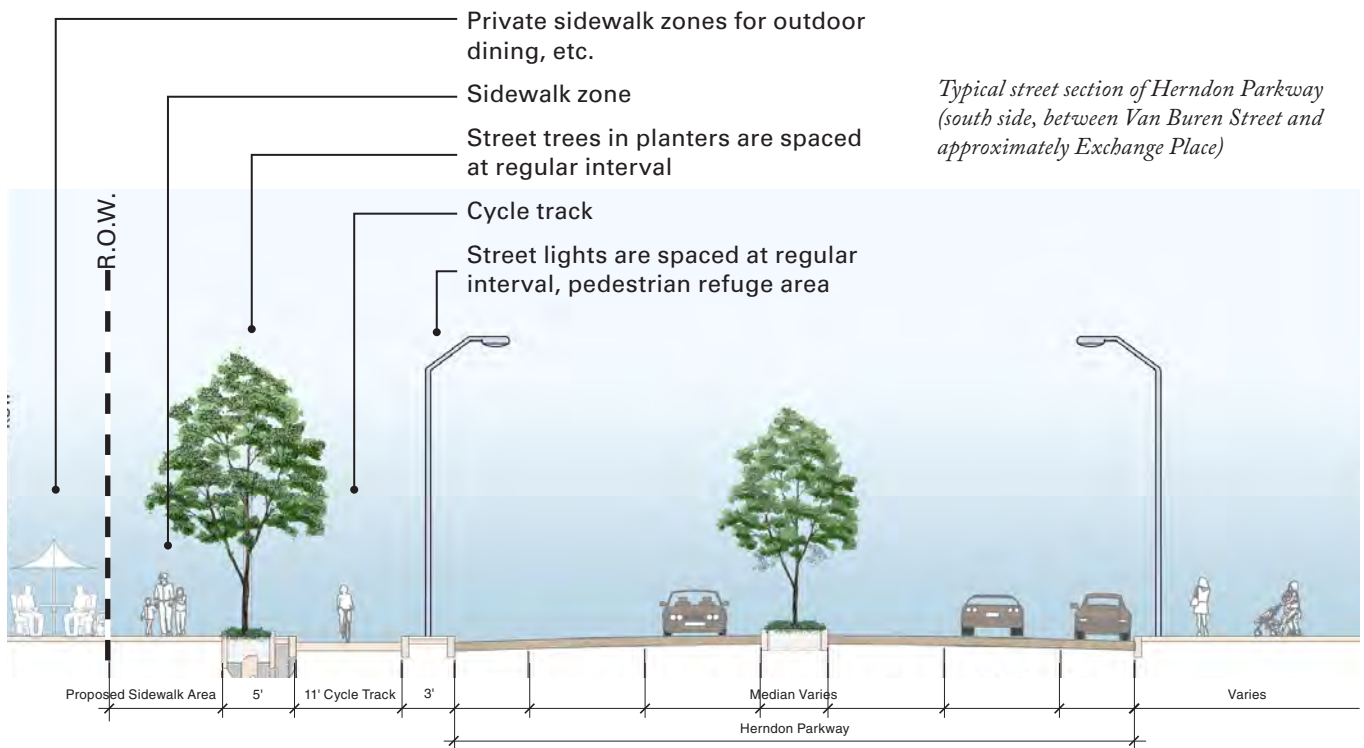 Private sidewalk zones for outdoor
dining, etc.
Sidewalk zone
Street trees in planters are spaced
at regular interval
Cycle track
Street lights are spaced at regular
interval, pedestrian refuge area
Typical street section of Herndon Parkway
(south side, between Van Buren Street and
approximately Exchange Place)
R.O.W.
Proposed Sidewalk Area
5'
11' Cycle Track
3'
Median Varies
Varies
Herndon Parkway